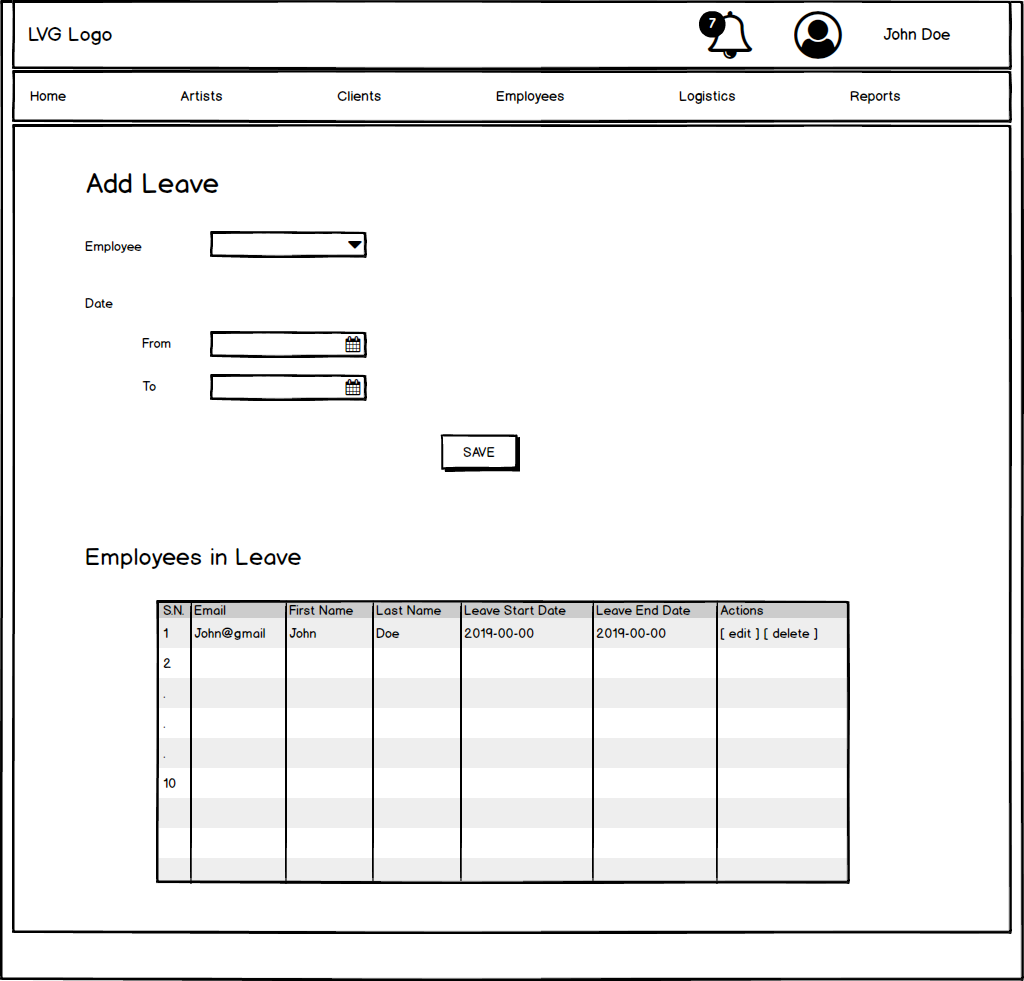 LVG Logo 7 John Doe
Home Artists Clients Employees Logistics Reports
Add Leave
Employee
Date
From
To
SAVE
Employees in Leave
S.N. Email First Name Last Name Leave Start Date Leave End Date Actions
1 John@gmail John Doe 2019-00-00 2019-00-00 [ edit ] [ delete ]
2
.
.
.
10